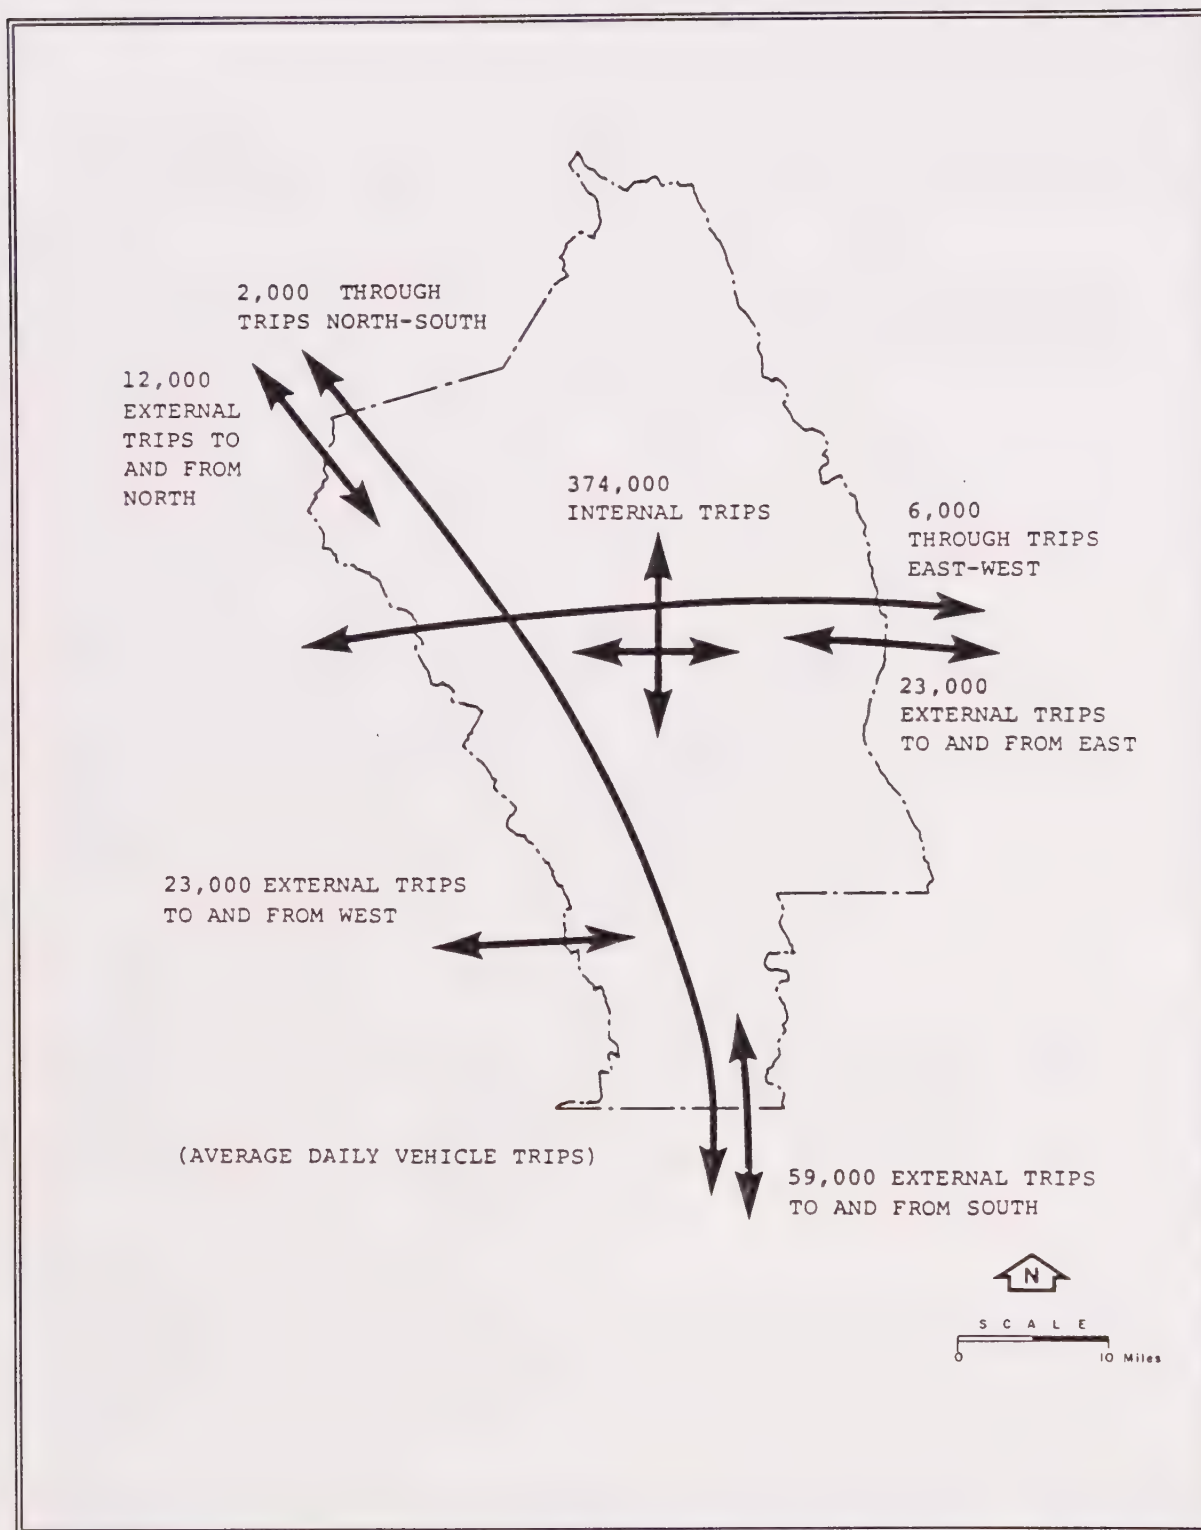 2,000 THROUGH
TRIPS NORTH-SOUTH
12,000
EXTERNAL
TRIPS TO
AND FROM
NORTH
374,000
INTERNAL TRIPS
6,000
THROUGH TRIPS
EAST-WEST
23,000
EXTERNAL TRIPS
TO AND FROM EAST
23,000 EXTERNAL TRIPS
TO AND FROM WEST
(AVERAGE DAILY VEHICLE TRIPS)
59,000 EXTERNAL TRIPS
TO AND FROM SOUTH
N
SCALE
0 10 Miles